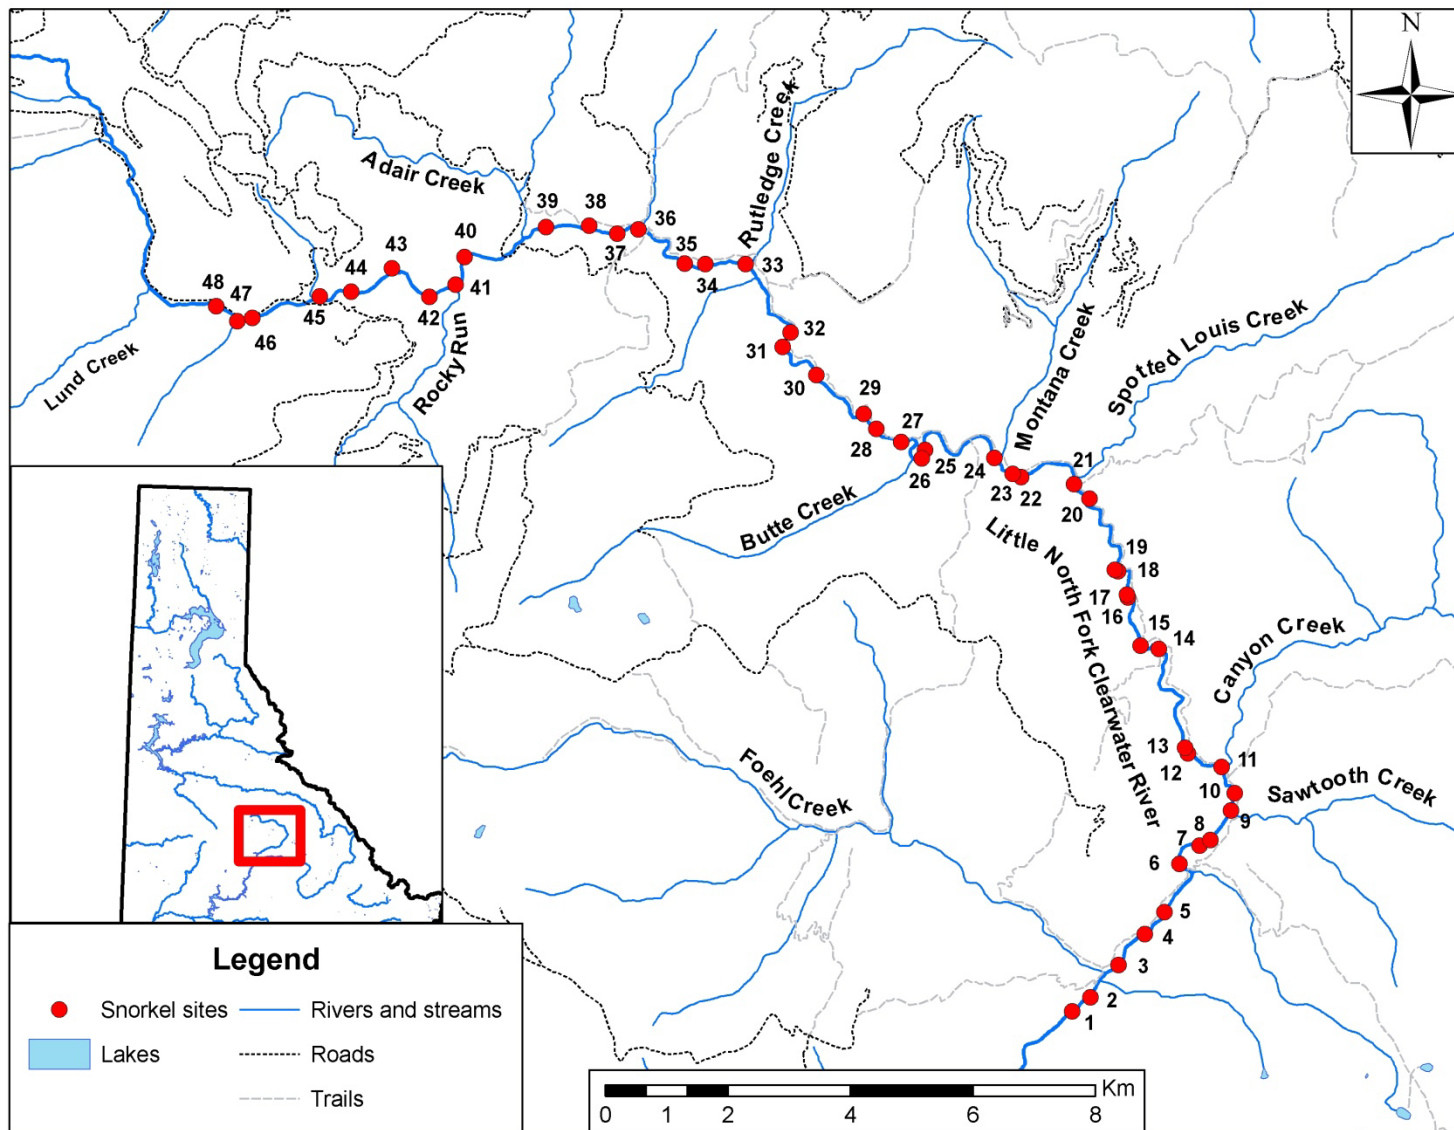 N
Adair Creek
Rutledge Creek
39
38
36
37
40
35
34
33
43
44
48
47
41
45
42
46
32
31
Lund Creek
Rocky Run
30
Montana Creek
Spotted Louis Creek
29
27
28
25
24
21
26
23
22
20
Butte Creek
Little North Fork Clearwater River
19
18
17
16
15
14
Canyon Creek
13
12
11
Foehl Creek
10
Sawtooth Creek
9
8
7
6
5
4
3
2
1
Legend
Snorkel sites
Rivers and streams
Lakes
Roads
Trails
Km
0 1 2 4 6 8